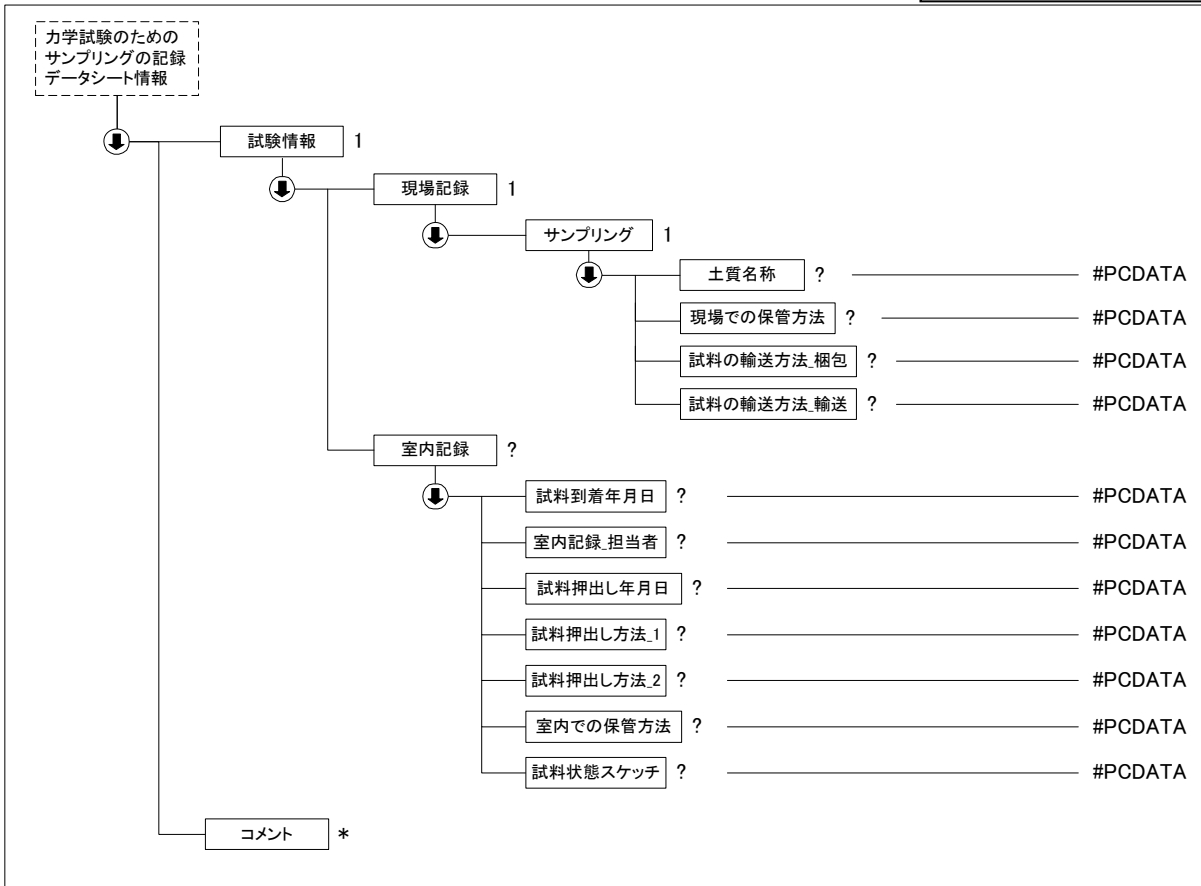 力学試験のための
サンプリングの記録
データシート情報
試験情報 1
現場記録 1
サンプリング 1
土質名称 ? #PCDATA
現場での保管方法 ? #PCDATA
試料の輸送方法_梱包 ? #PCDATA
試料の輸送方法_輸送 ? #PCDATA
室内記録 ?
試料到着年月日 ? #PCDATA
室内記録_担当者 ? #PCDATA
試料押出し年月日 ? #PCDATA
試料押出し方法_1 ? #PCDATA
試料押出し方法_2 ? #PCDATA
室内での保管方法 ? #PCDATA
試料状態スケッチ ? #PCDATA
コメント *